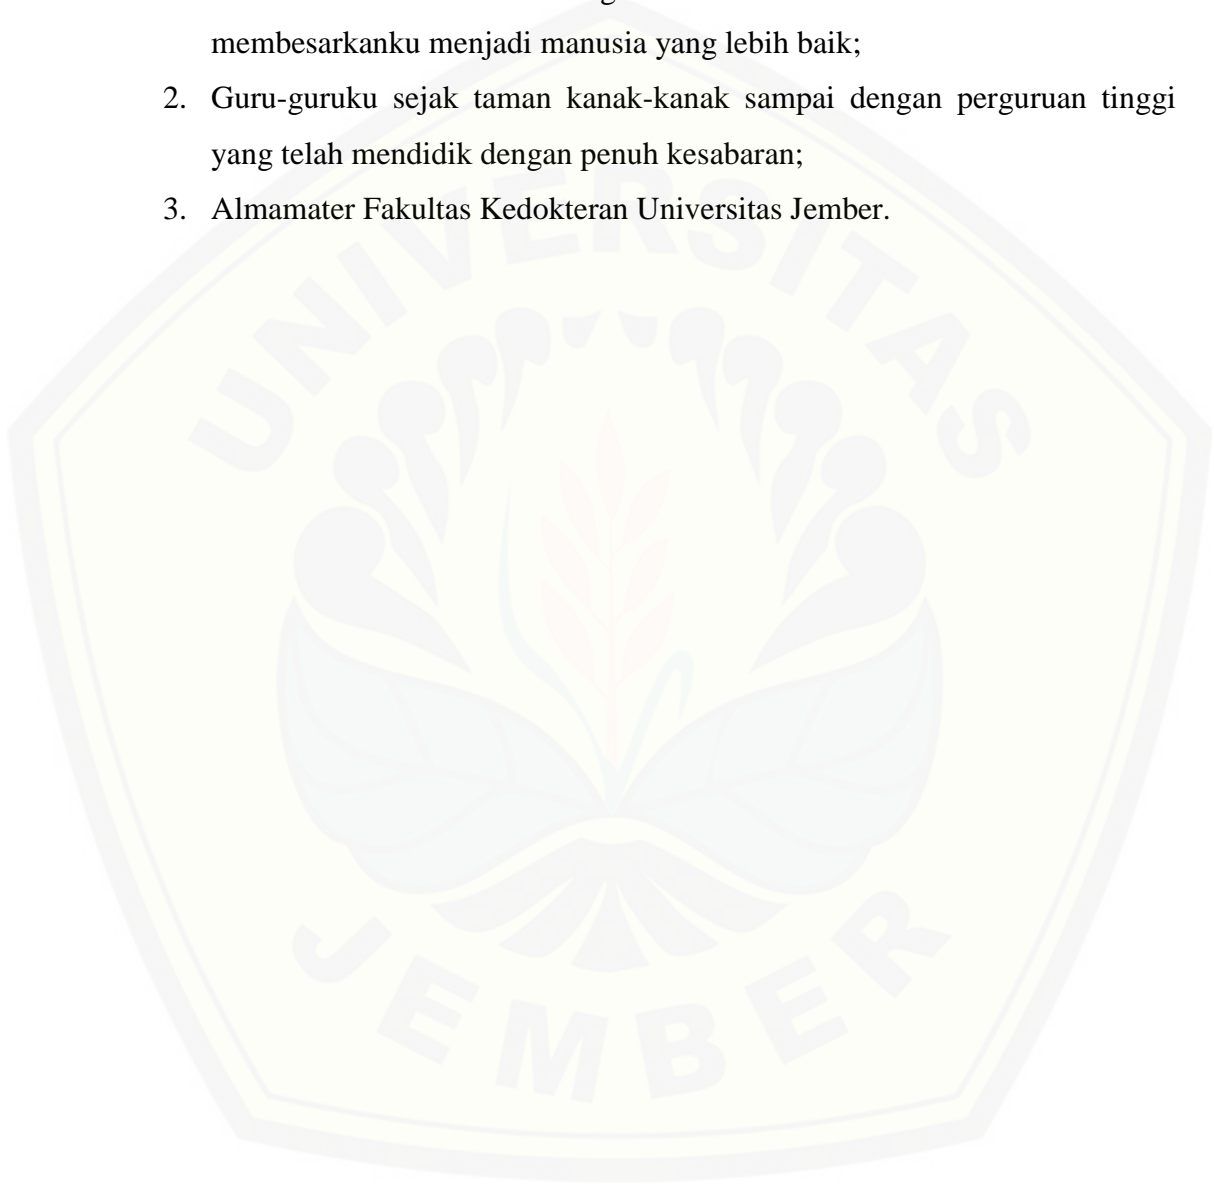 membesarkanku menjadi manusia yang lebih baik;
2. Guru-guruku sejak taman kanak-kanak sampai dengan perguruan tinggi
yang telah mendidik dengan penuh kesabaran;
3. Almamater Fakultas Kedokteran Universitas Jember.
UNIVERSITAS
JEMBER